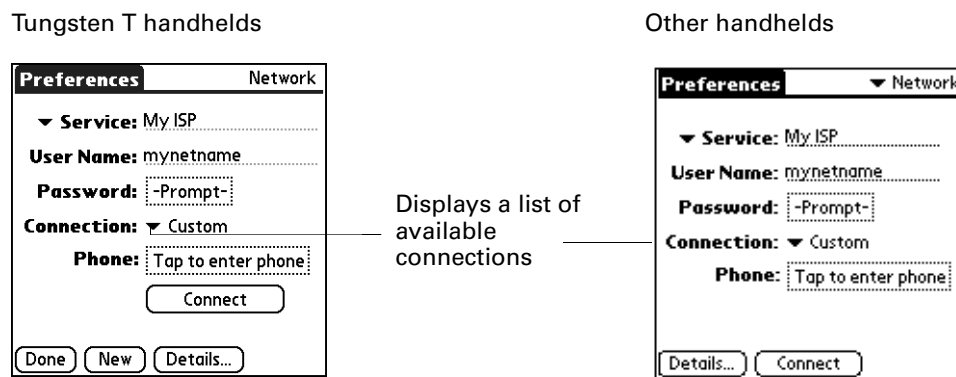 Tungsten T handhelds
Other handhelds
Preferences Network
Service: My ISP
User Name: mynetname
Password: -Prompt-
Connection: Custom
Phone: Tap to enter phone
Connect
Done New Details...
Displays a list of
available
connections
Preferences Network
Service: My ISP
User Name: mynetname
Password: -Prompt-
Connection: Custom
Phone: Tap to enter phone
Details... Connect